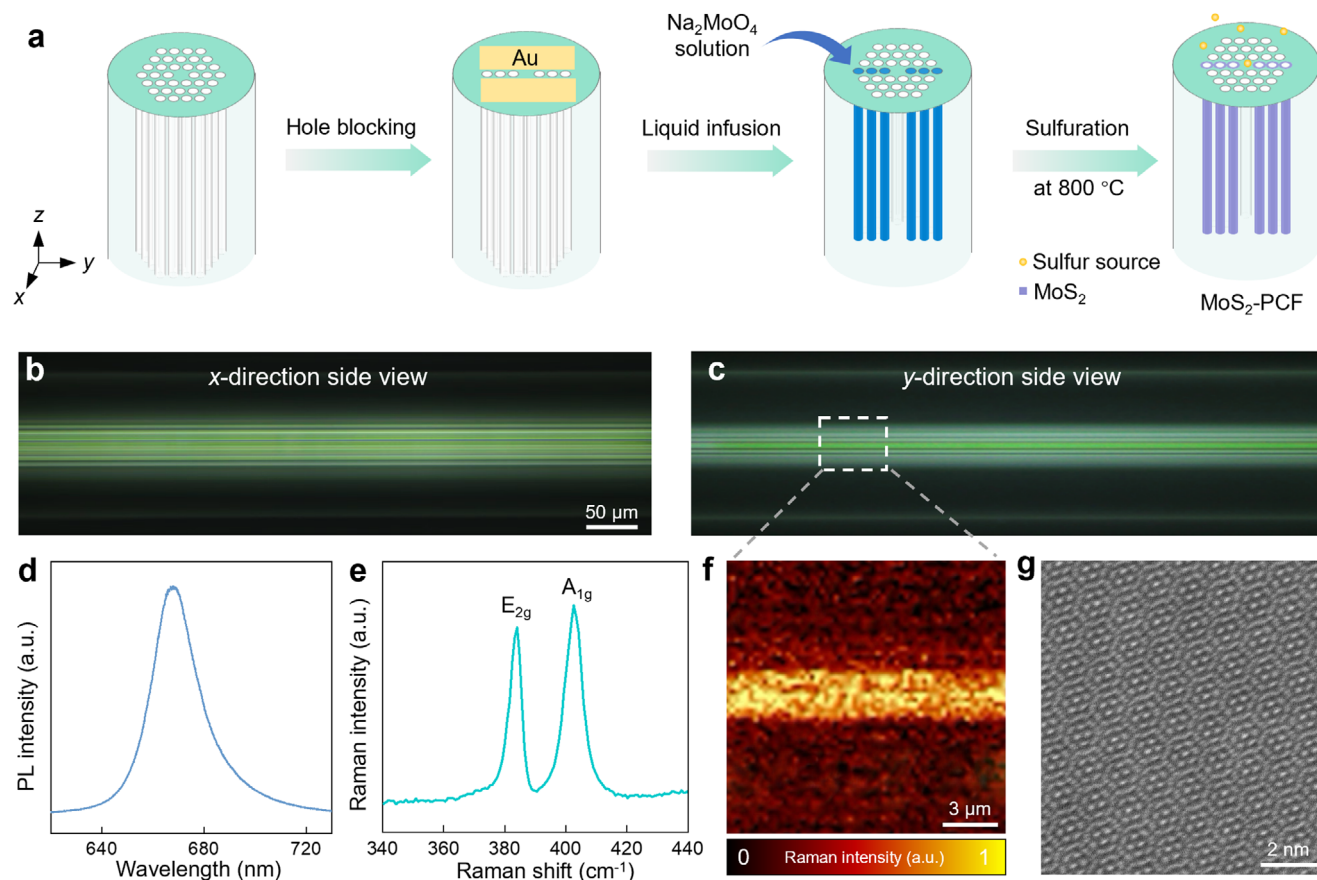 a
Au
Na₂MoO₄
solution
Hole blocking
Liquid infusion
Sulfuration
at 800 °C
z
y
x
Sulfur source
MoS₂
MoS₂-PCF
b
x-direction side view
50 µm
c
y-direction side view
d
PL intensity (a.u.)
640
680
720
Wavelength (nm)
e
Raman intensity (a.u.)
E₂g
A₁g
340
360
380
400
420
440
Raman shift (cm⁻¹)
f
3 µm
0
Raman intensity (a.u.)
1
g
2 nm